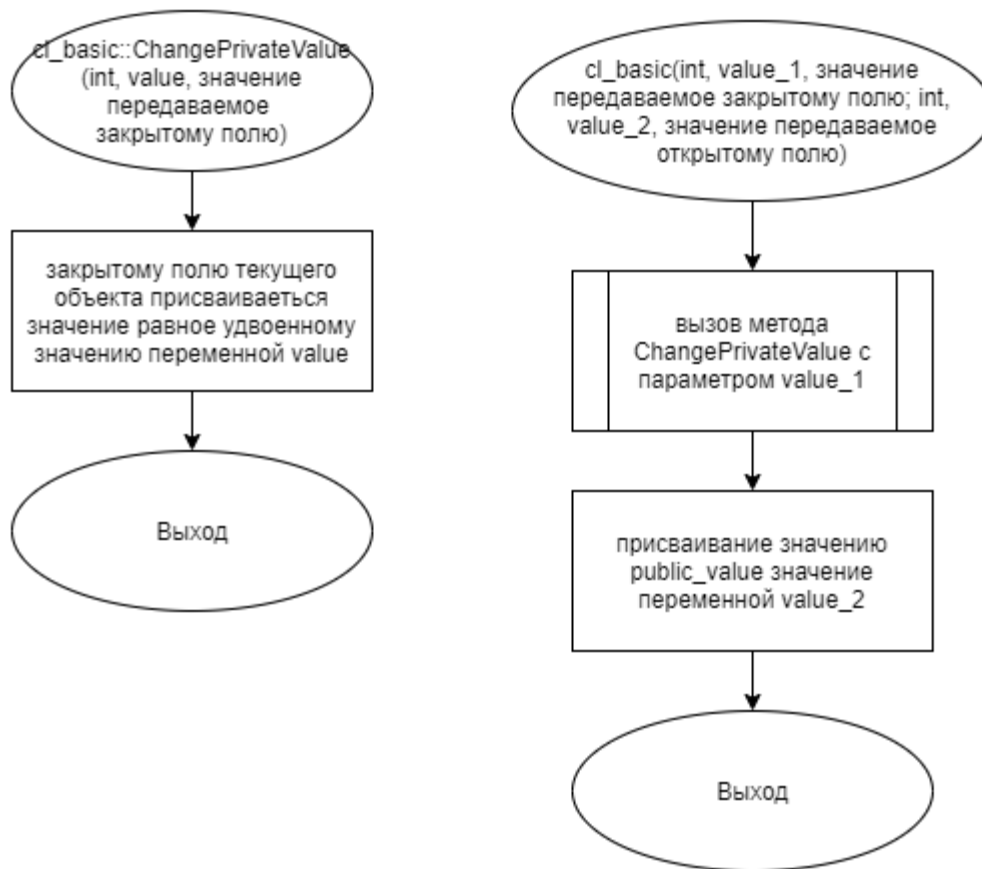 cl_basic::ChangePrivateValue
(int, value, значение
передаваемое
закрытому полю)
закрытому полю текущего
объекта присваиваеться
значение равное удвоенному
значению переменной value
Выход
cl_basic(int, value_1, значение
передаваемое закрытому полю; int,
value_2, значение передаваемое
открытому полю)
вызов метода
ChangePrivateValue с
параметром value_1
присваивание значению
public_value значение
переменной value_2
Выход